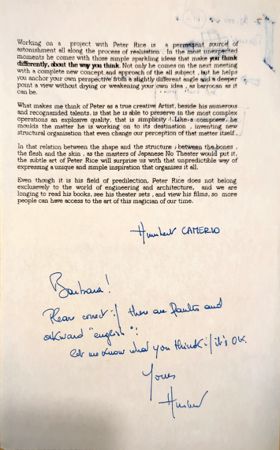 Working on a project with Peter Rice is a permanent source of
astonishment all along the process of realisation. In the most unexpected
moments he comes with those simple sparkling ideas that make you think
differently, about the way you think. Not only he comes on the next meeting
with a complete new concept and approach of the all subject, but he helps
you anchor your own perspective from a slightly different angle and a deeper
point a view without drying or weakening your own idea, as barrocan as it
can be.
What makes me think of Peter as a true creative Artist, beside his numerous
and recognasided talents, is that he is able to preserve in the most complex
operations an explosive quality, that is simplicity! Like a composer, he
moulds the matter he is working on to its destination, inventing new
structural organisation that even change our perception of that matter itself.
In that relation between the shape and the structure, between the bones,
the flesh and the skin, as the masters of Japanese No Theater would put it,
the subtle art of Peter Rice will surprise us with that unpredictable way of
expressing a unique and simple inspiration that organises it all.
Even though it is his field of predilection, Peter Rice does not belong
exclusively to the world of engineering and architecture, and we are
longing to read his books, see his theater sets, and view his films, so more
people can have access to the art of this magician of our time.
Humbert CAMERLO
Barbara!
Please correct if there are faults and
awkward "english"!
let me know what you think if it's OK
Yours
Humbert